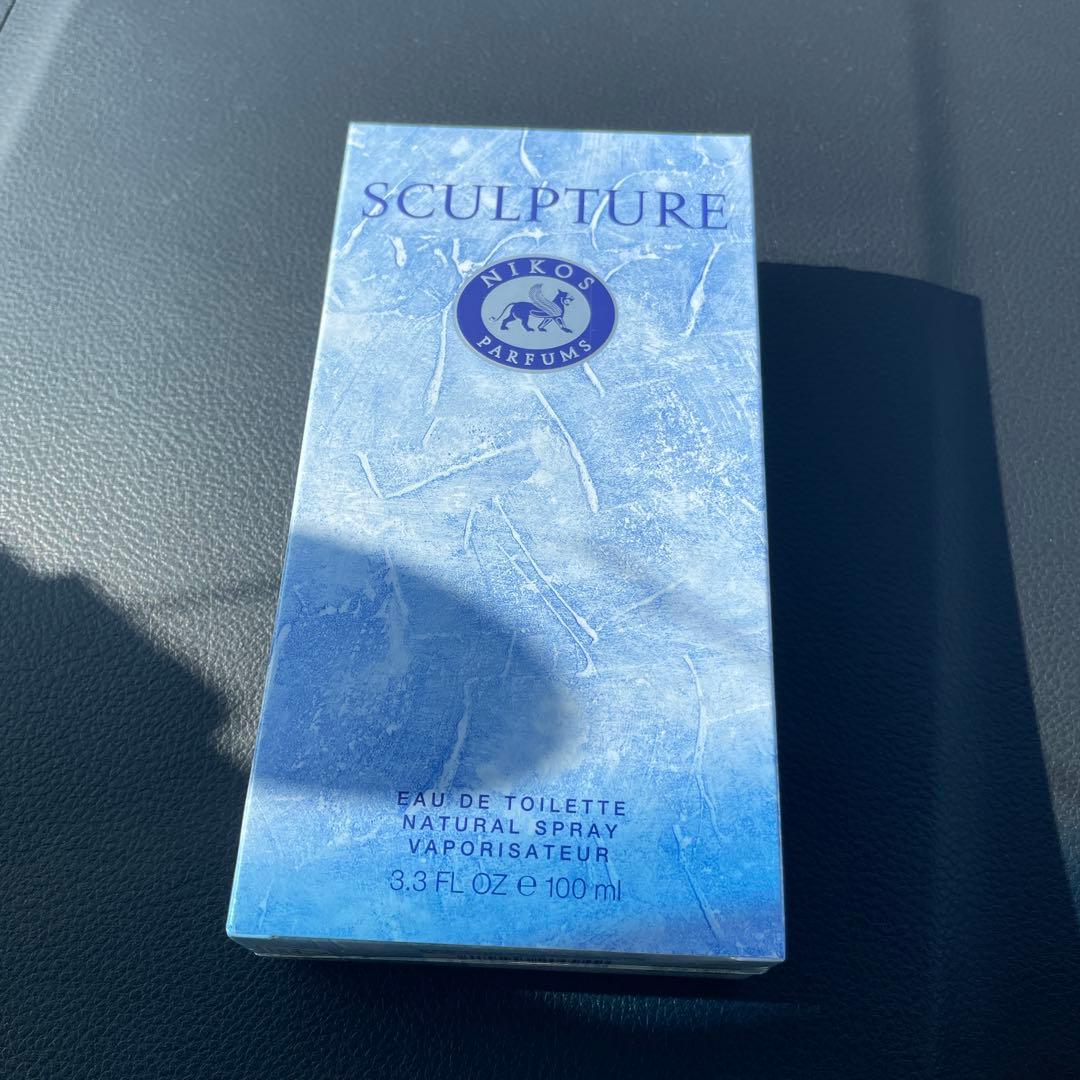 SCULPTURE
NIKOS
PARFUMS
EAU DE TOILETTE
NATURAL SPRAY
VAPORISATEUR
3.3 FL OZ ℮ 100 ml